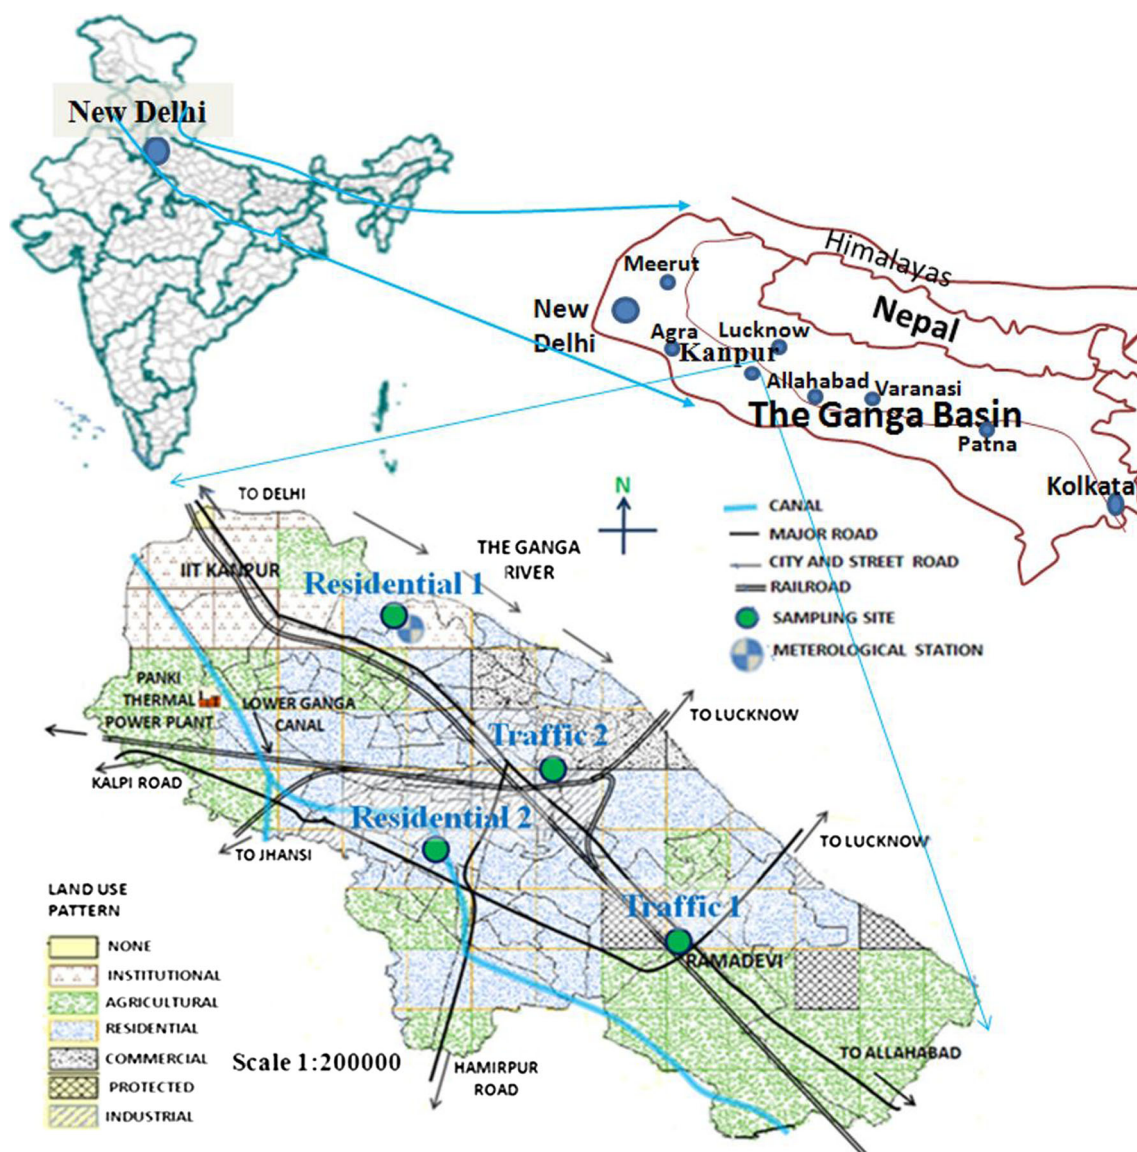 New Delhi
Himalayas
Meerut
Nepal
New
Delhi
Agra
Lucknow
Kanpur
Allahabad
Varanasi
The Ganga Basin
Patna
Kolkata
TO DELHI
N
CANAL
MAJOR ROAD
CITY AND STREET ROAD
RAILROAD
SAMPLING SITE
METEROLOGICAL STATION
THE GANGA
RIVER
IIT KANPUR
Residential 1
PANKI
THERMAL
POWER PLANT
LOWER GANGA
CANAL
TO LUCKNOW
Traffic 2
KALPI ROAD
Residential 2
TO JHANSI
TO LUCKNOW
Traffic 1
RAMADEVI
LAND USE
PATTERN
NONE
INSTITUTIONAL
AGRICULTURAL
RESIDENTIAL
COMMERCIAL
PROTECTED
INDUSTRIAL
Scale 1:200000
HAMIRPUR
ROAD
TO ALLAHABAD